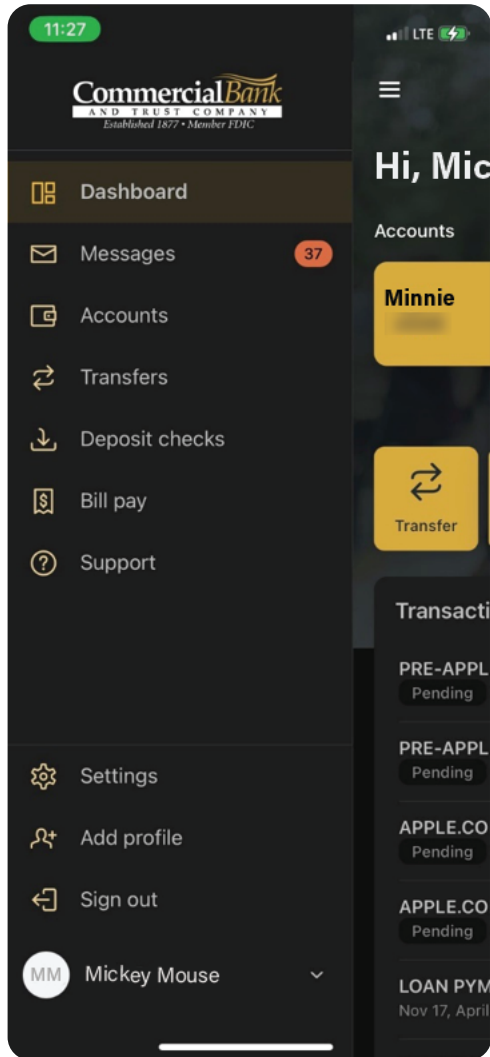 11:27
LTE
CommercialBank
AND TRUST COMPANY
Established 1877 • Member FDIC
Dashboard
Messages
37
Accounts
Transfers
Deposit checks
Bill pay
Support
Settings
Add profile
Sign out
MM
Mickey Mouse
Hi, Mic
Accounts
Minnie
Transfer
Transacti
PRE-APPL
Pending
PRE-APPL
Pending
APPLE.CO
Pending
APPLE.CO
Pending
LOAN PYM
Nov 17, April